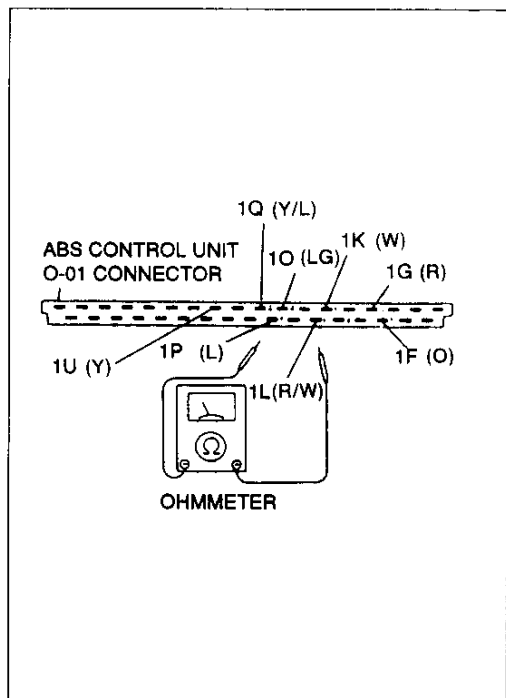 1Q (Y/L)
1O (LG)
1K (W)
1G (R)
ABS CONTROL UNIT
O-01 CONNECTOR
1U (Y)
1P (L)
1L(R/W)
1F (O)
Ω
OHMMETER